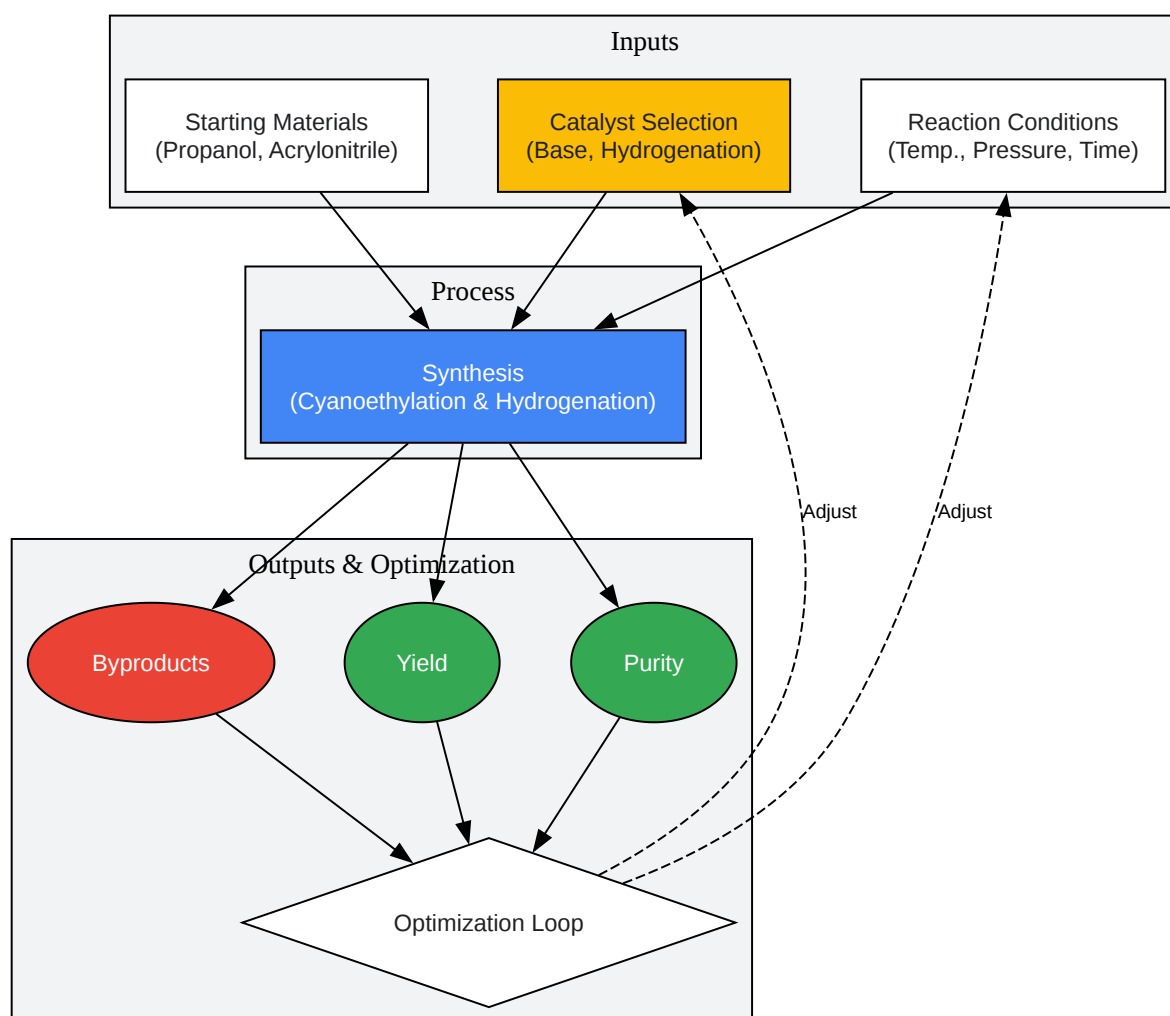 Inputs
Starting Materials
(Propanol, Acrylonitrile)
Catalyst Selection
(Base, Hydrogenation)
Reaction Conditions
(Temp., Pressure, Time)
Process
Synthesis
(Cyanoethylation & Hydrogenation)
Adjust
Adjust
Outputs & Optimization
Byproducts
Yield
Purity
Optimization Loop